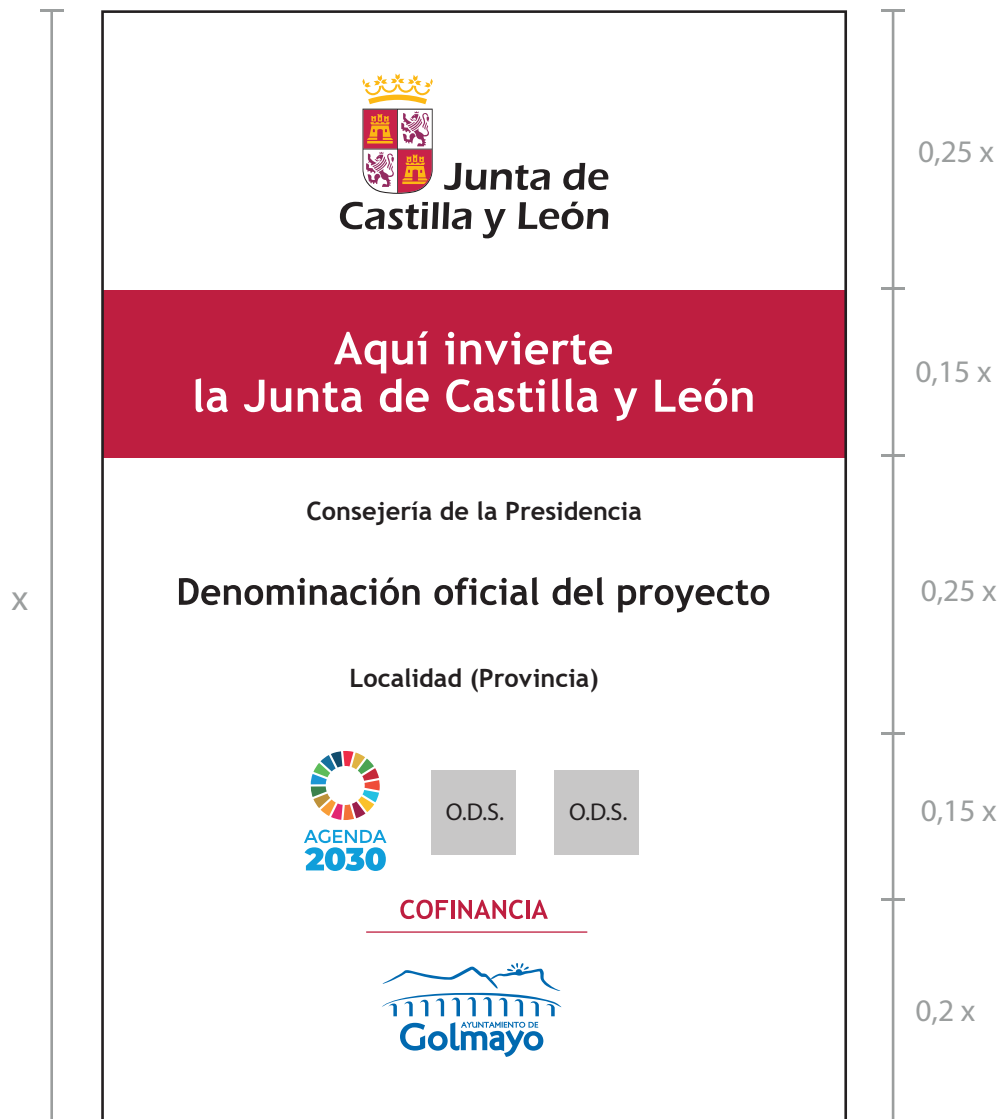 Junta de
Castilla y León
0,25 x
Aquí invierte
la Junta de Castilla y León
0,15 x
Consejería de la Presidencia
Denominación oficial del proyecto
x
0,25 x
Localidad (Provincia)
AGENDA
2030
O.D.S.
O.D.S.
0,15 x
COFINANCIA
AYUNTAMIENTO DE
Golmayo
0,2 x